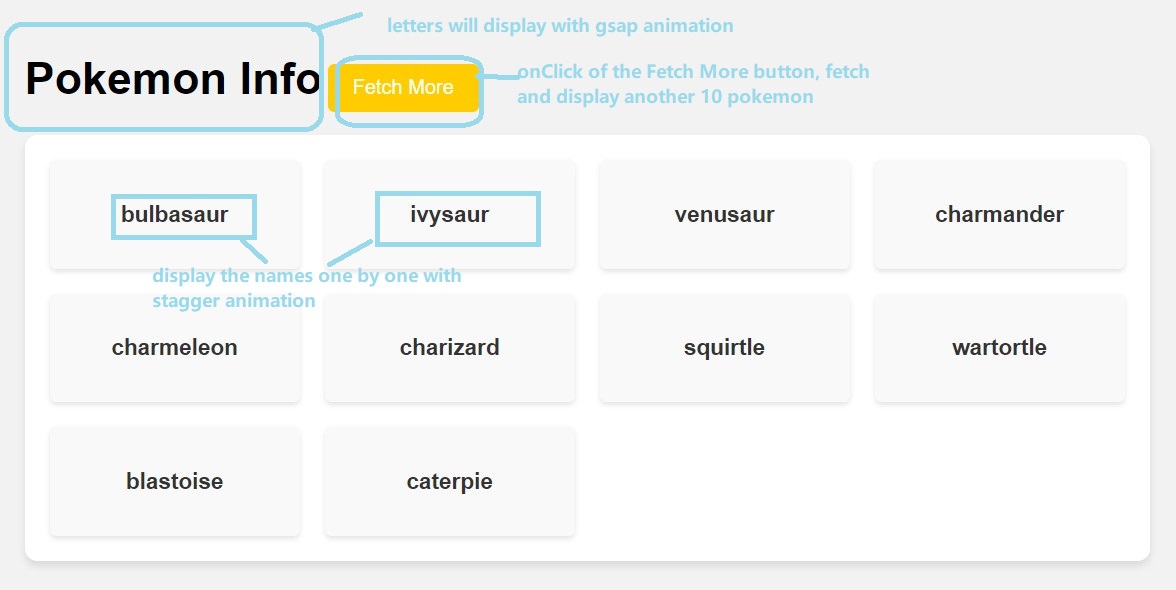 letters will display with gsap animation
Pokemon Info
Fetch More
onClick of the Fetch More button, fetch
and display another 10 pokemon
bulbasaur
ivysaur
venusaur
charmander
display the names one by one with
stagger animation
charmeleon
charizard
squirtle
wartortle
blastoise
caterpie